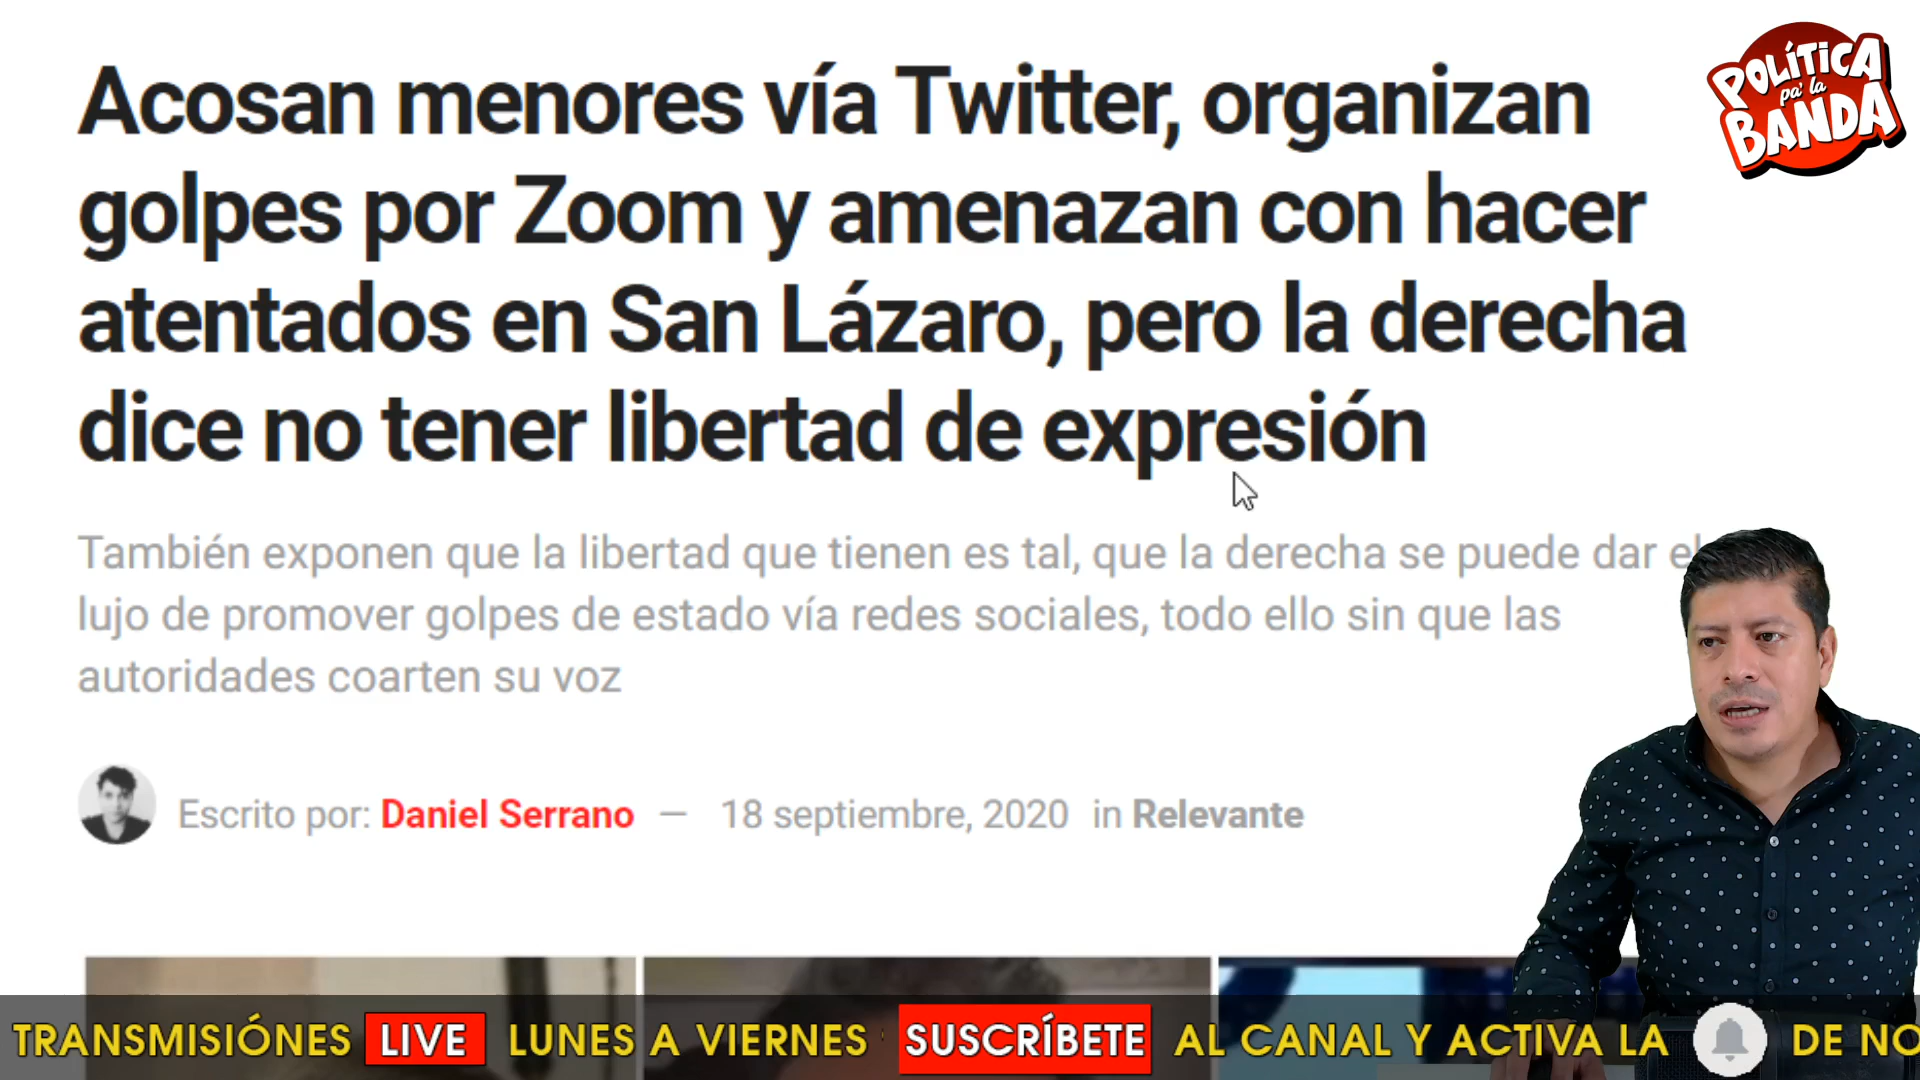 POLÍTICA
pa' la
BANDA
Acosan menores vía Twitter, organizan
golpes por Zoom y amenazan con hacer
atentados en San Lázaro, pero la derecha
dice no tener libertad de expresión
También exponen que la libertad que tienen es tal, que la derecha se puede dar el
lujo de promover golpes de estado vía redes sociales, todo ello sin que las
autoridades coarten su voz
Escrito por: Daniel Serrano — 18 septiembre, 2020 in Relevante
TRANSMISIÓNES LIVE LUNES A VIERNES SUSCRÍBETE AL CANAL Y ACTIVA LA DE NO